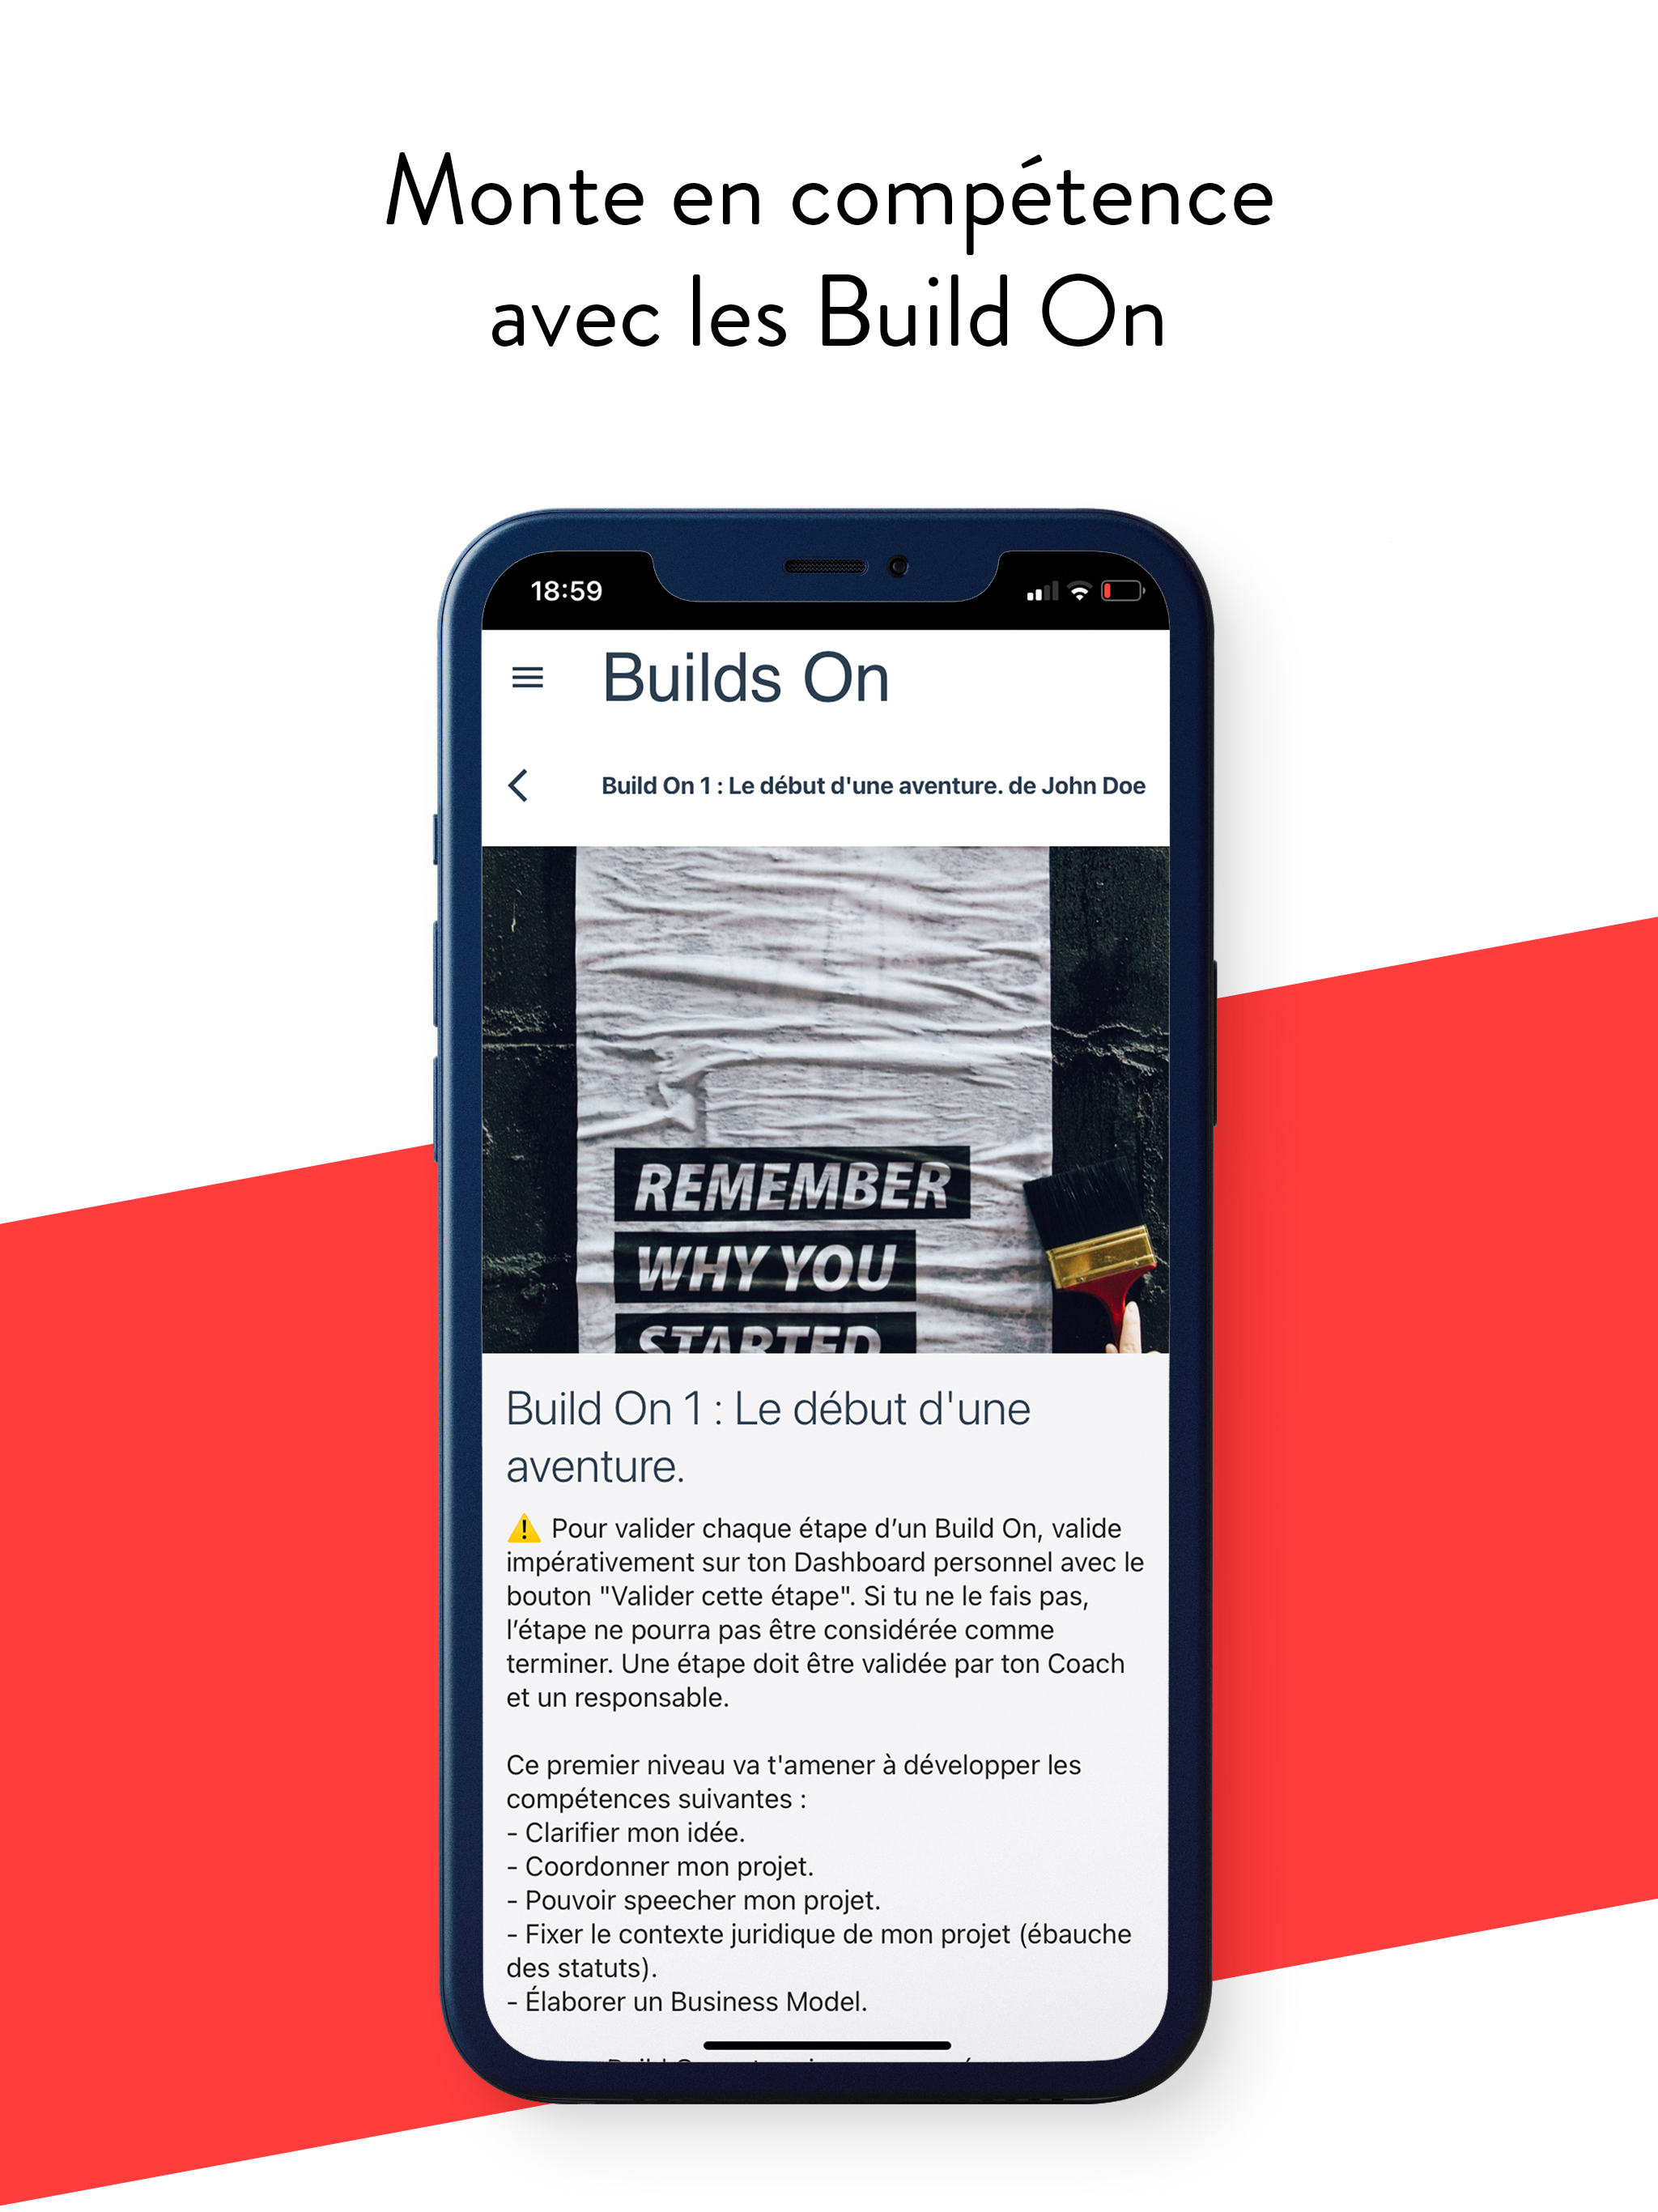 Monte en compétence
avec les Build On
18:59
Builds On
Build On 1 : Le début d'une aventure. de John Doe
REMEMBER
WHY YOU
STARTED
Build On 1 : Le début d'une
aventure.
⚠️ Pour valider chaque étape d’un Build On, valide
impérativement sur ton Dashboard personnel avec le
bouton "Valider cette étape". Si tu ne le fais pas,
l’étape ne pourra pas être considérée comme
terminer. Une étape doit être validée par ton Coach
et un responsable.
Ce premier niveau va t'amener à développer les
compétences suivantes :
- Clarifier mon idée.
- Coordonner mon projet.
- Pouvoir speecher mon projet.
- Fixer le contexte juridique de mon projet (ébauche
des statuts).
- Élaborer un Business Model.